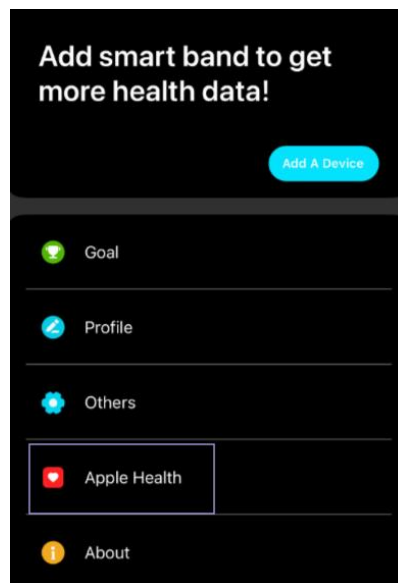 Add smart band to get
more health data!
Add A Device
Goal
Profile
Others
Apple Health
About